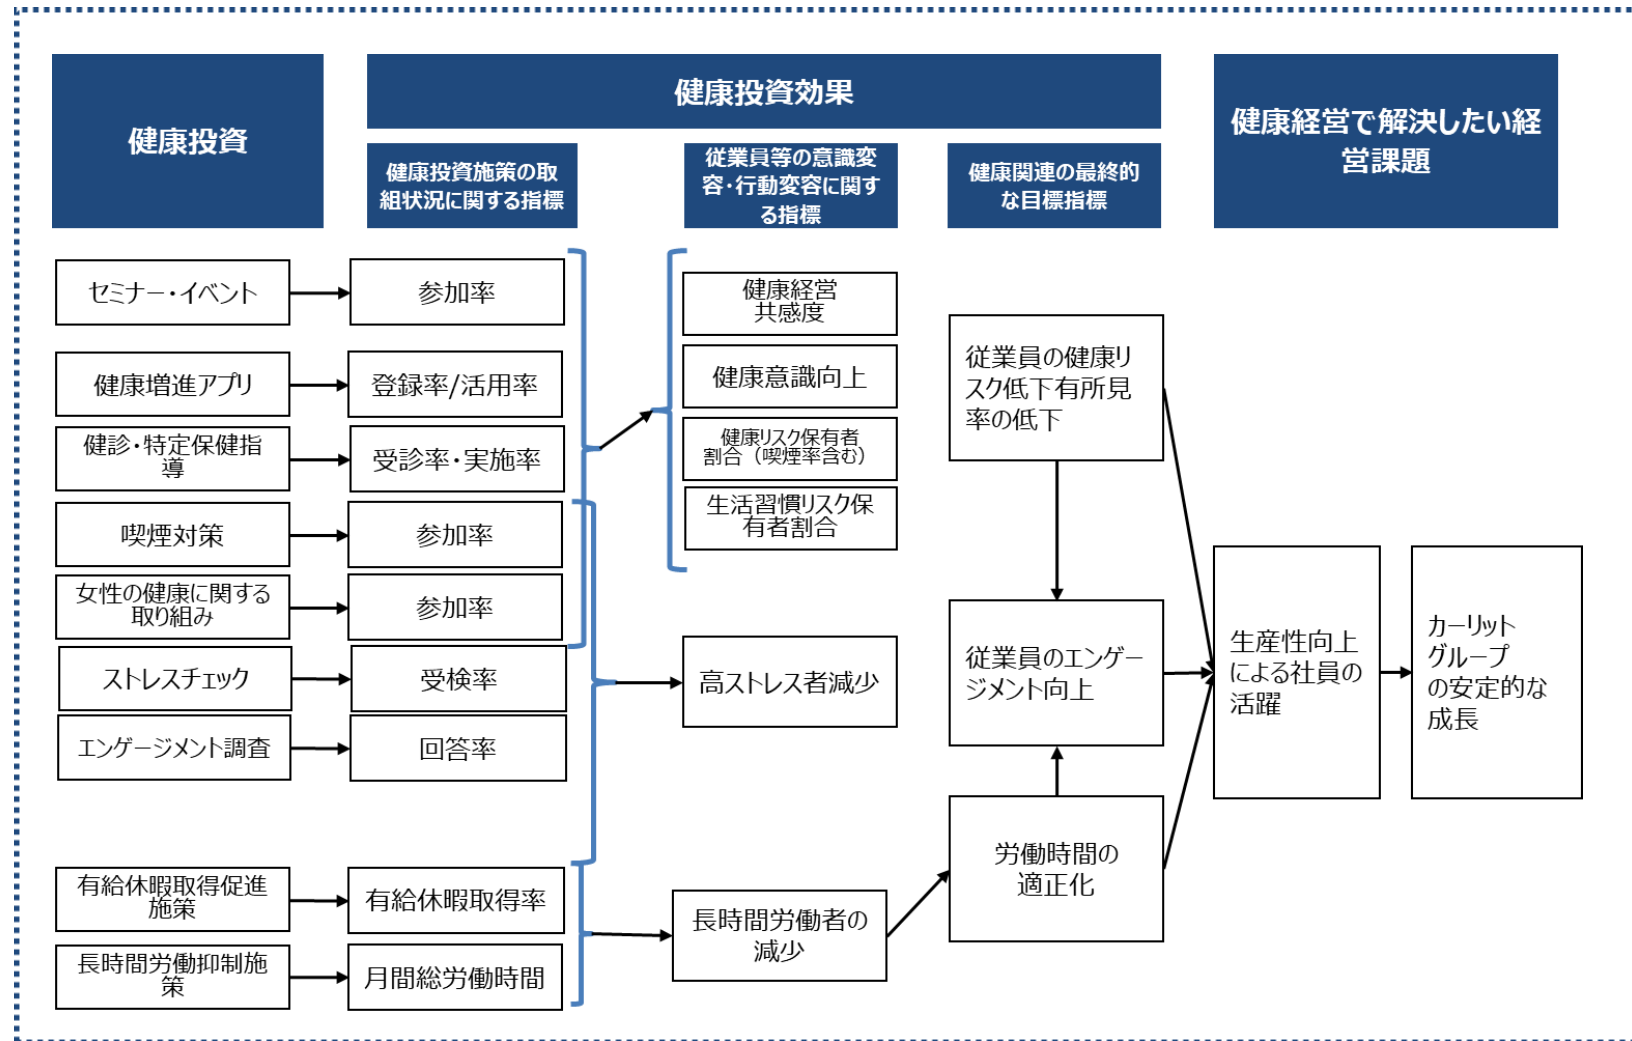 健康投資
健康投資効果
健康経営で解決したい経
営課題
健康投資施策の取
組状況に関する指標
従業員等の意識変
容・行動変容に関す
る指標
健康関連の最終的
な目標指標
セミナー・イベント
参加率
健康増進アプリ
登録率/活用率
健診・特定保健指
導
受診率・実施率
喫煙対策
参加率
女性の健康に関する
取り組み
参加率
ストレスチェック
受検率
エンゲージメント調査
回答率
有給休暇取得促進
施策
有給休暇取得率
長時間労働抑制施
策
月間総労働時間
健康経営
共感度
健康意識向上
健康リスク保有者
割合（喫煙率含む）
生活習慣リスク保
有者割合
高ストレス者減少
長時間労働者の
減少
従業員の健康リ
スク低下有所見
率の低下
従業員のエンゲー
ジメント向上
労働時間の
適正化
生産性向上
による社員の
活躍
カーリット
グループ
の安定的な
成長